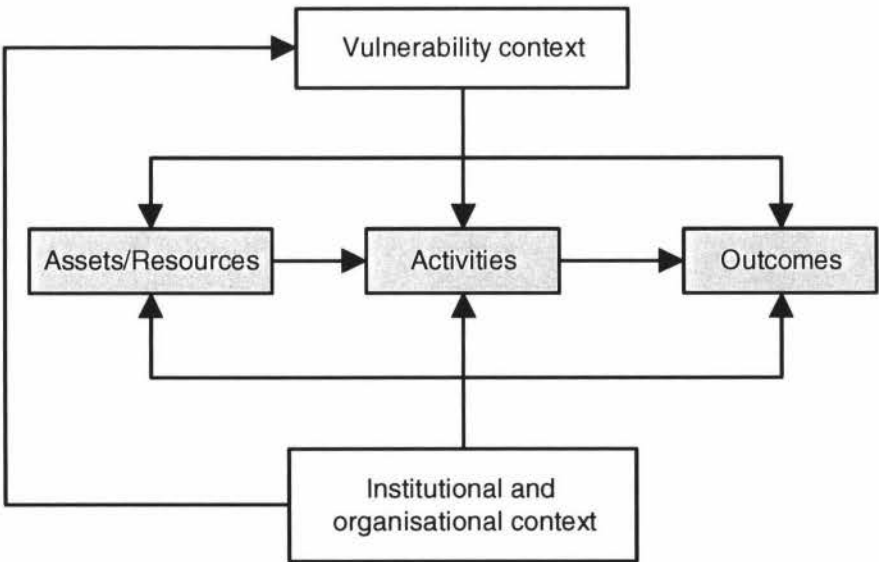 Vulnerability context
Assets/Resources
Activities
Outcomes
Institutional and
organisational context